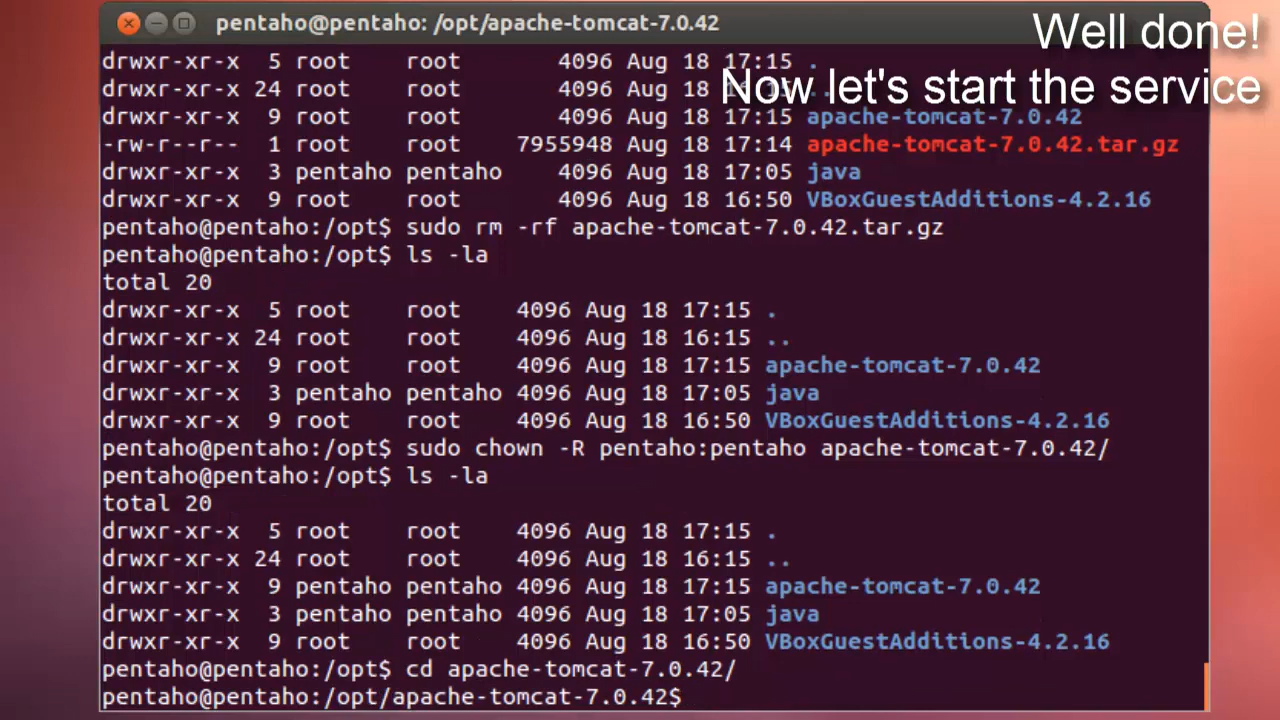 pentaho@pentaho: /opt/apache-tomcat-7.0.42
Well done!
Now let's start the service
drwxr-xr-x 5 root root 4096 Aug 18 17:15 .
drwxr-xr-x 24 root root 4096 Aug 18
drwxr-xr-x 9 root root 4096 Aug 18 17:15 apache-tomcat-7.0.42
-rw-r--r-- 1 root root 7955948 Aug 18 17:14 apache-tomcat-7.0.42.tar.gz
drwxr-xr-x 3 pentaho pentaho 4096 Aug 18 17:05 java
drwxr-xr-x 9 root root 4096 Aug 18 16:50 VBoxGuestAdditions-4.2.16
pentaho@pentaho:/opt$ sudo rm -rf apache-tomcat-7.0.42.tar.gz
pentaho@pentaho:/opt$ ls -la
total 20
drwxr-xr-x 5 root root 4096 Aug 18 17:15 .
drwxr-xr-x 24 root root 4096 Aug 18 16:15 ..
drwxr-xr-x 9 root root 4096 Aug 18 17:15 apache-tomcat-7.0.42
drwxr-xr-x 3 pentaho pentaho 4096 Aug 18 17:05 java
drwxr-xr-x 9 root root 4096 Aug 18 16:50 VBoxGuestAdditions-4.2.16
pentaho@pentaho:/opt$ sudo chown -R pentaho:pentaho apache-tomcat-7.0.42/
pentaho@pentaho:/opt$ ls -la
total 20
drwxr-xr-x 5 root root 4096 Aug 18 17:15 .
drwxr-xr-x 24 root root 4096 Aug 18 16:15 ..
drwxr-xr-x 9 pentaho pentaho 4096 Aug 18 17:15 apache-tomcat-7.0.42
drwxr-xr-x 3 pentaho pentaho 4096 Aug 18 17:05 java
drwxr-xr-x 9 root root 4096 Aug 18 16:50 VBoxGuestAdditions-4.2.16
pentaho@pentaho:/opt$ cd apache-tomcat-7.0.42/
pentaho@pentaho:/opt/apache-tomcat-7.0.42$